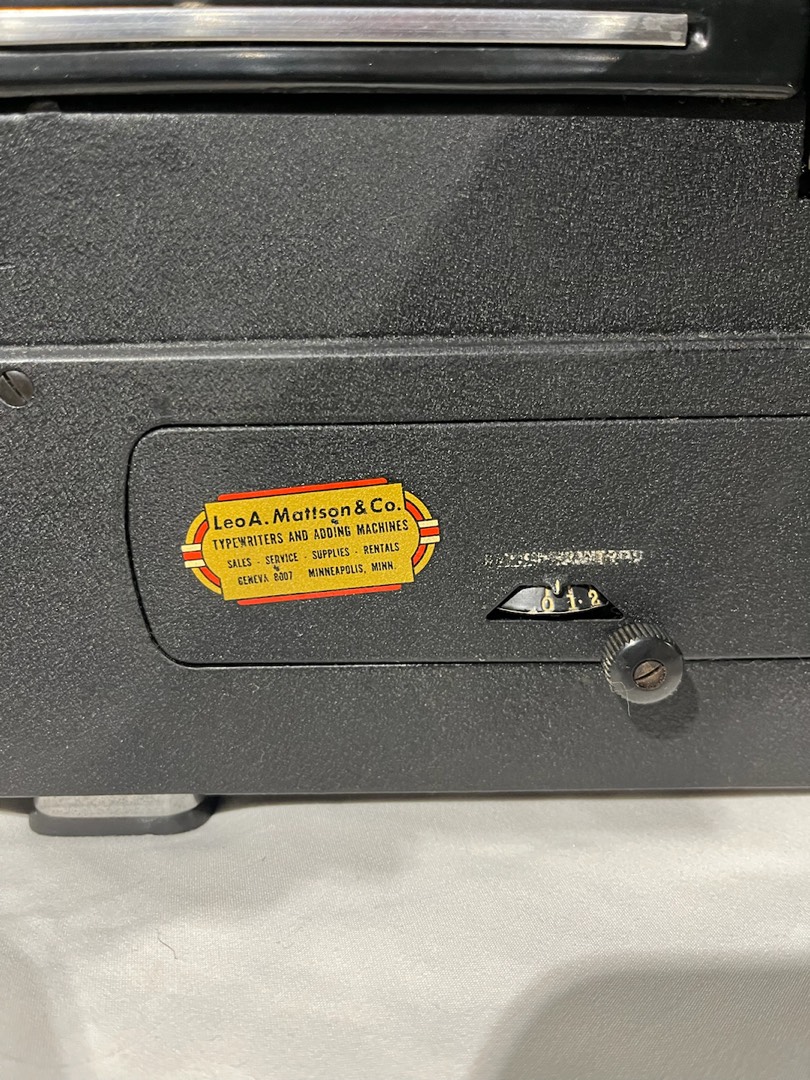 Leo A. Mattson & Co.
TYPEWRITERS AND ADDING MACHINES
SALES - SERVICE - SUPPLIES - RENTALS
GENEVA 8007 MINNEAPOLIS, MINN.
0 1 2